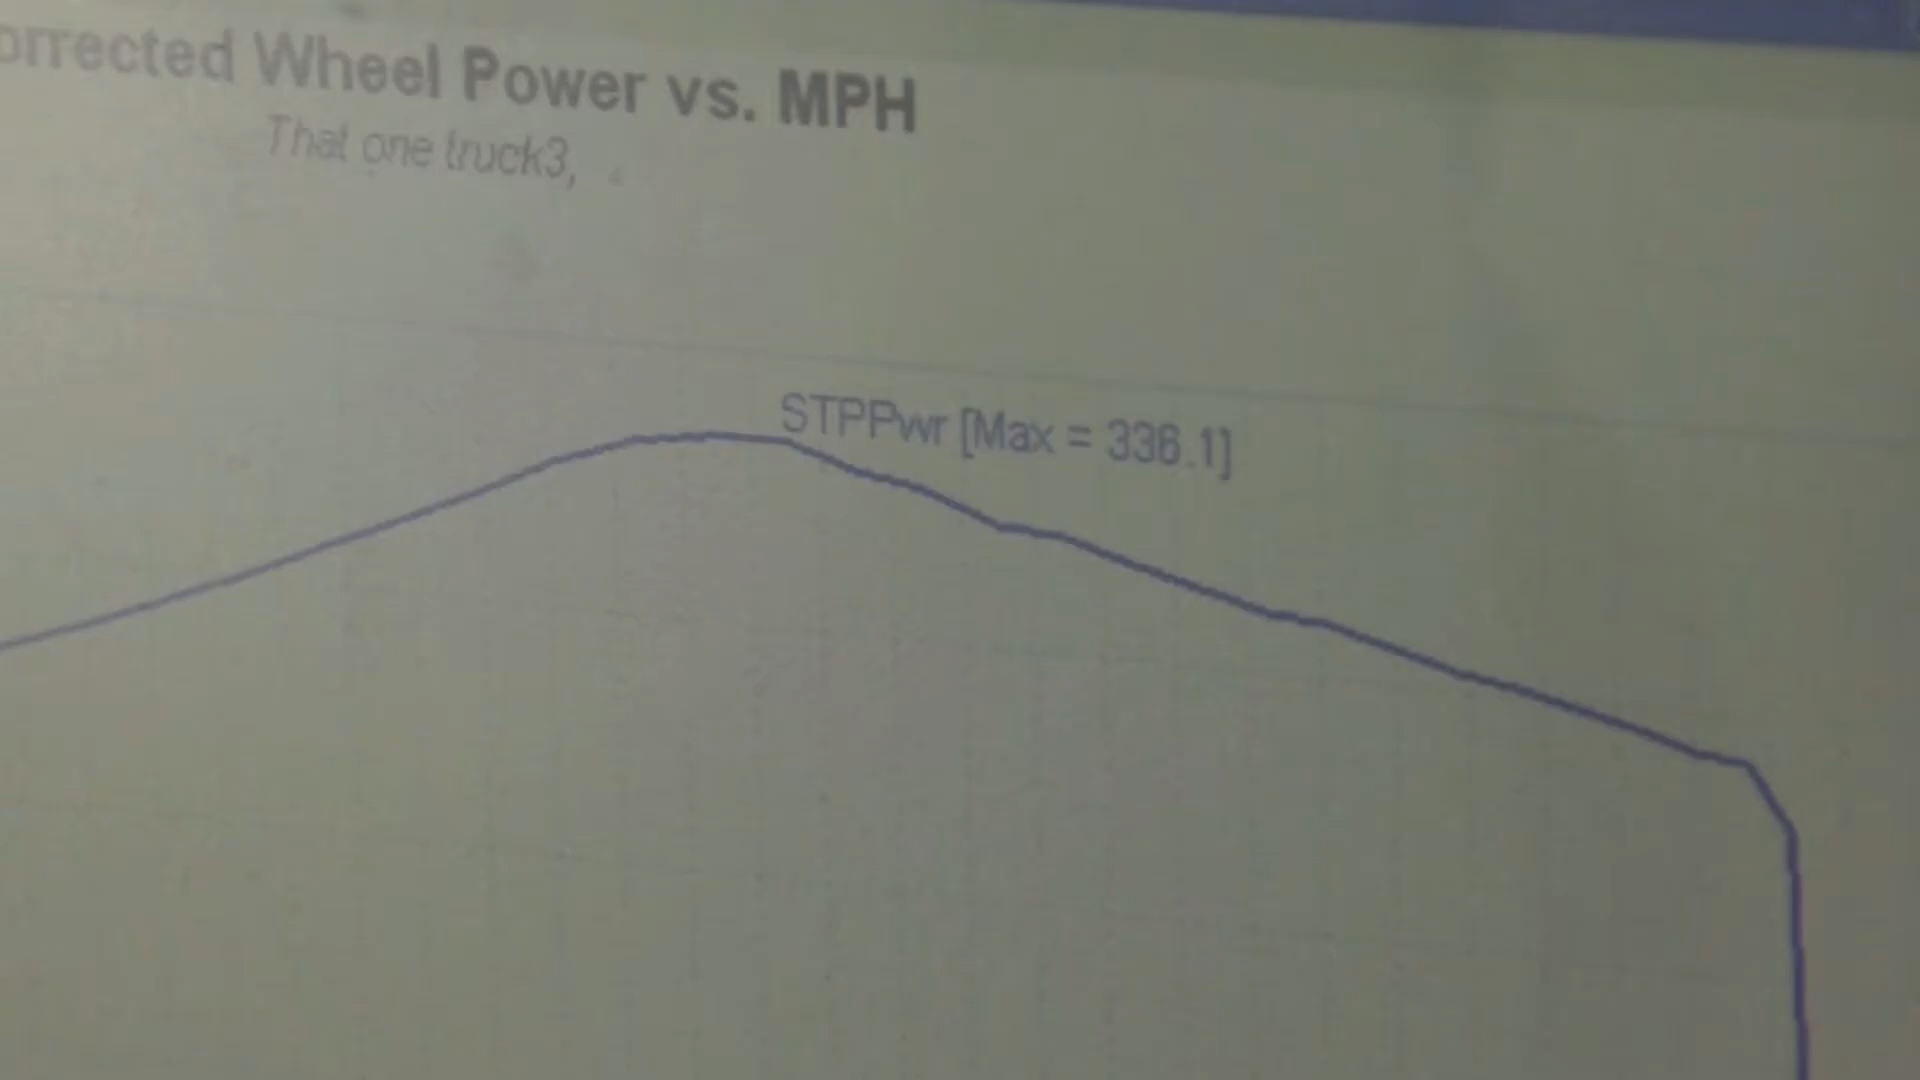 orrected Wheel Power vs. MPH
That one truck3,
STPPwr [Max = 336.1]